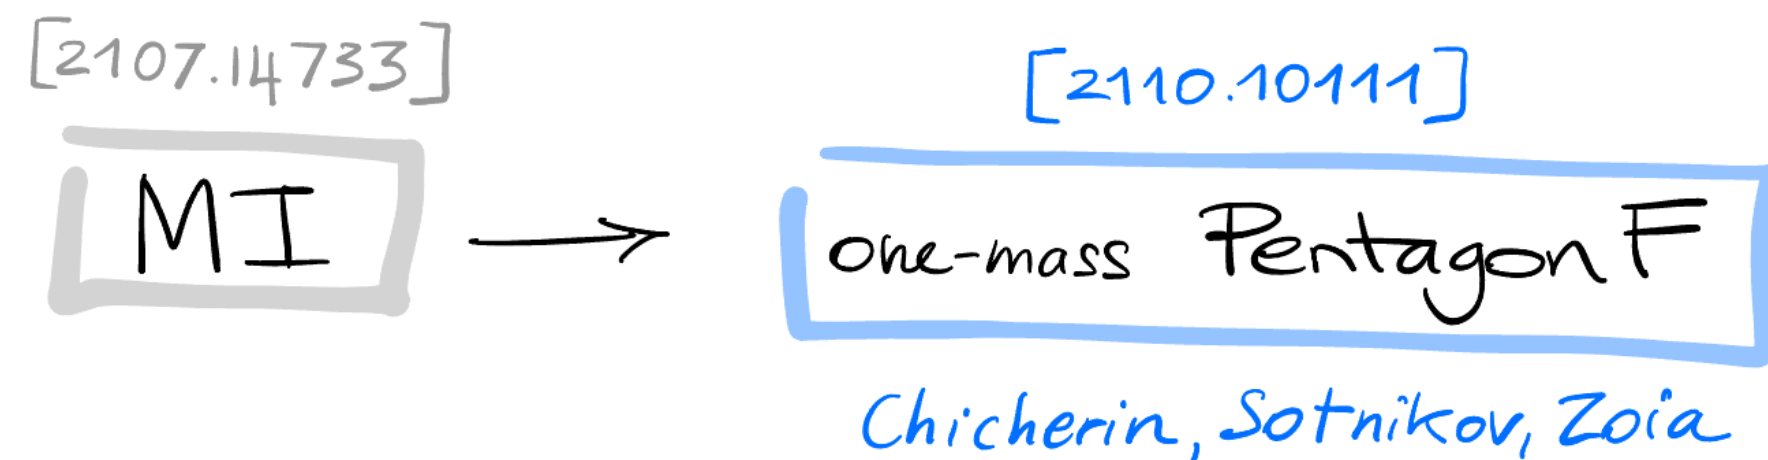 [2107.14733]
[2110.10111]
MI
one-mass Pentagon F
Chicherin, Sotnikov, Zoia